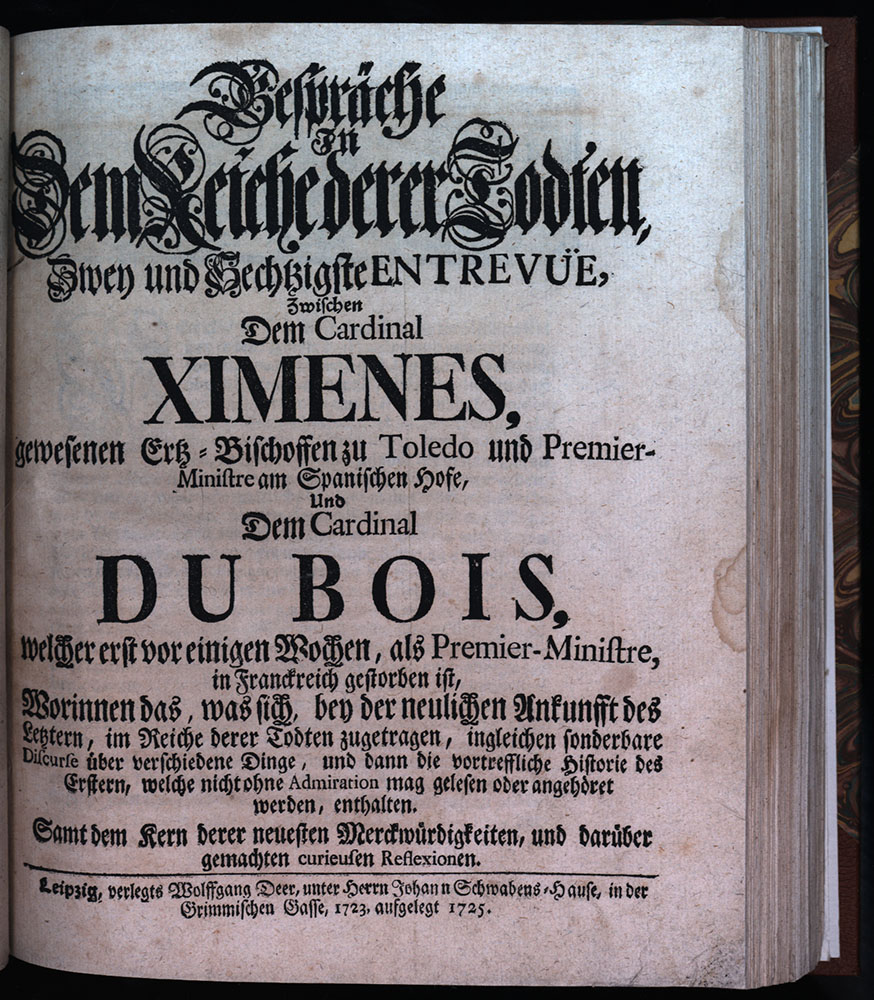 Gespräche
In
Dem Reiche derer Todten,
Zwey und Sechtzigste ENTREVUË,
Zwischen
Dem Cardinal
XIMENES,
gewesenen Ertz-Bischoffen zu Toledo und Premier-
Ministre am Spanischen Hofe,
Und
Dem Cardinal
DU BOIS,
welcher erst vor einigen Wochen, als Premier-Ministre,
in Franckreich gestorben ist,
Worinnen das, was sich, bey der neulichen Ankunfft des
Letztern, im Reiche derer Todten zugetragen, ingleichen sonderbare
Discurse über verschiedene Dinge, und dann die vortreffliche Historie des
Erstern, welche nicht ohne Admiration mag gelesen oder angehöret
werden, enthalten.
Samt dem Kern derer neuesten Merckwürdigkeiten, und darüber
gemachten curieusen Reflexionen.
Leipzig, verlegts Wolffgang Deer, unter Herrn Johann Schwabens-Hause, in der
Grimmischen Gasse, 1723, aufgelegt 1725.